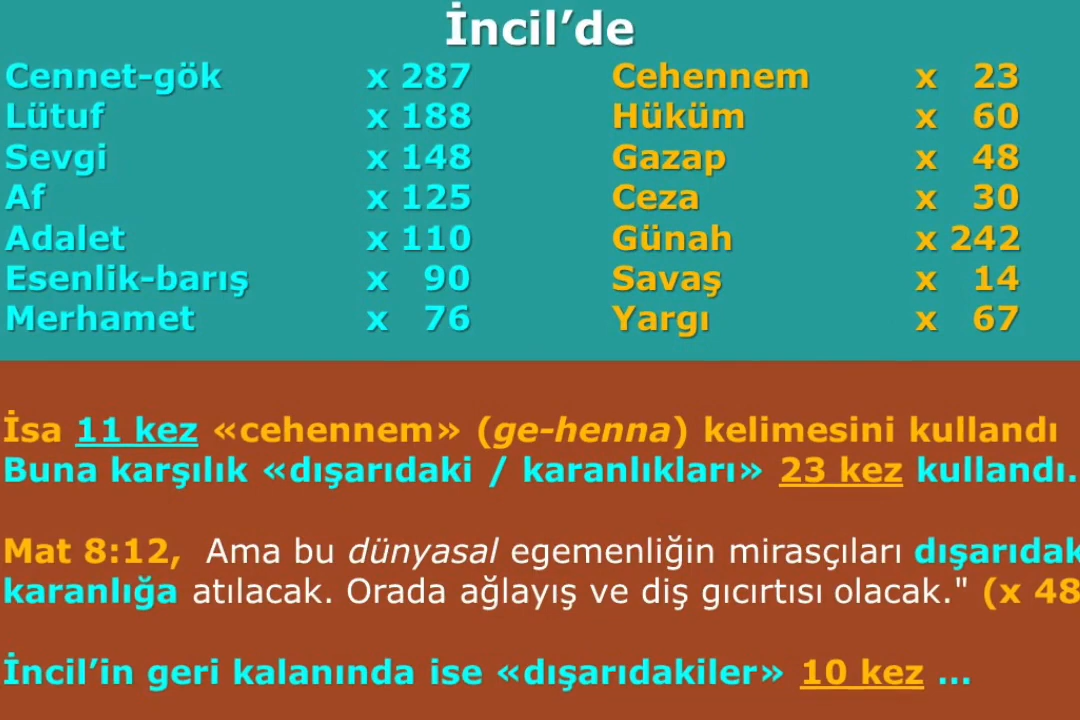 İncil’de
Cennet-gök x 287 Cehennem x 23
Lütuf x 188 Hüküm x 60
Sevgi x 148 Gazap x 48
Af x 125 Ceza x 30
Adalet x 110 Günah x 242
Esenlik-barış x 90 Savaş x 14
Merhamet x 76 Yargı x 67
İsa 11 kez «cehennem» (ge-henna) kelimesini kullandı
Buna karşılık «dışarıdaki / karanlıkları» 23 kez kullandı.
Mat 8:12, Ama bu dünyasal egemenliğin mirasçıları dışarıdak
karanlığa atılacak. Orada ağlayış ve diş gıcırtısı olacak." (x 48
İncil’in geri kalanında ise «dışarıdakiler» 10 kez ...